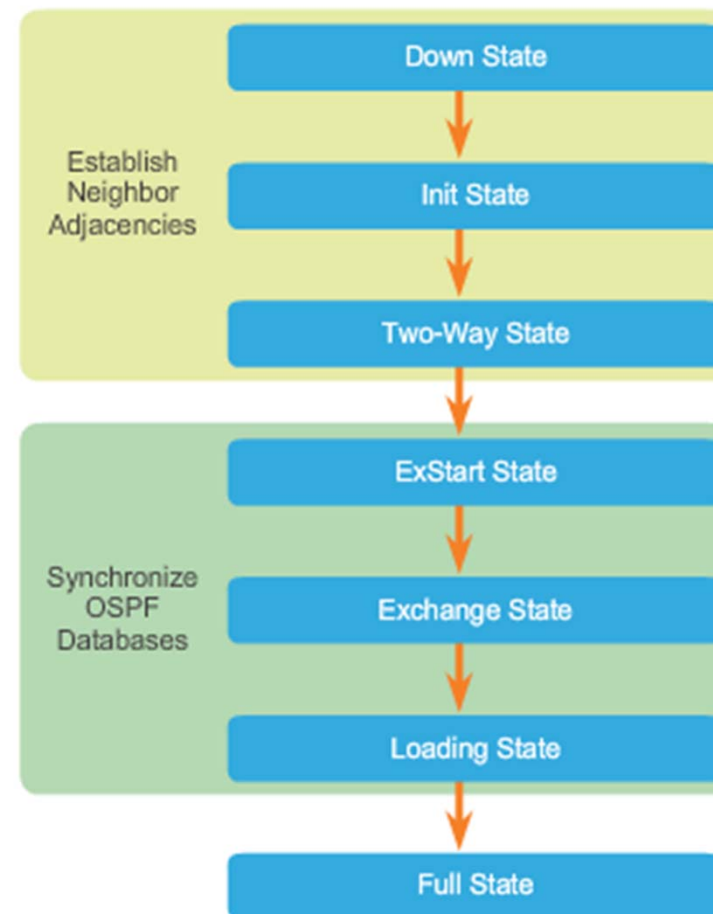 Down State
Establish
Neighbor
Adjacencies
Init State
Two-Way State
ExStart State
Synchronize
OSPF
Databases
Exchange State
Loading State
Full State